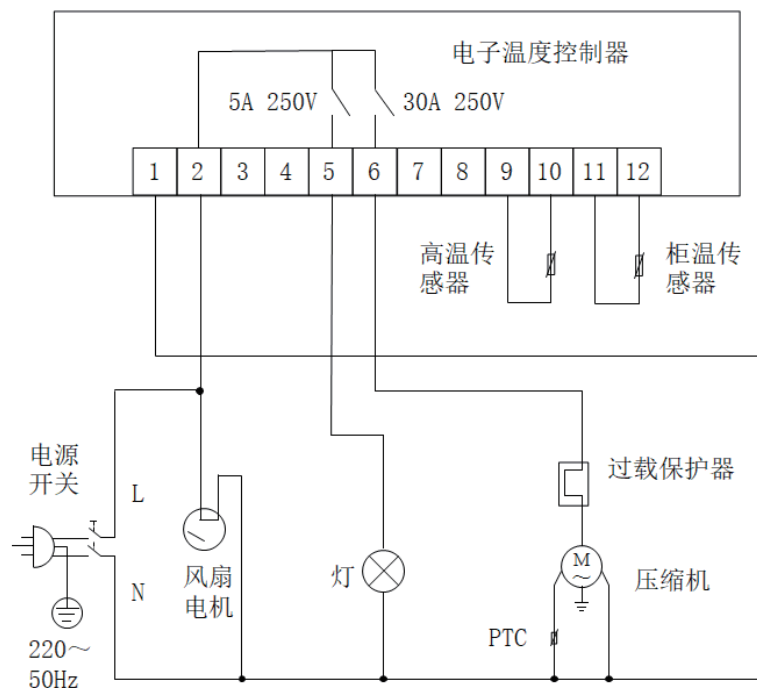 电子温度控制器
5A 250V
30A 250V
1 2 3 4 5 6 7 8 9 10 11 12
高温传
感器
柜温传
感器
电源
开关
L
N
220～
50Hz
风扇
电机
灯
过载保护器
M
～
压缩机
PTC